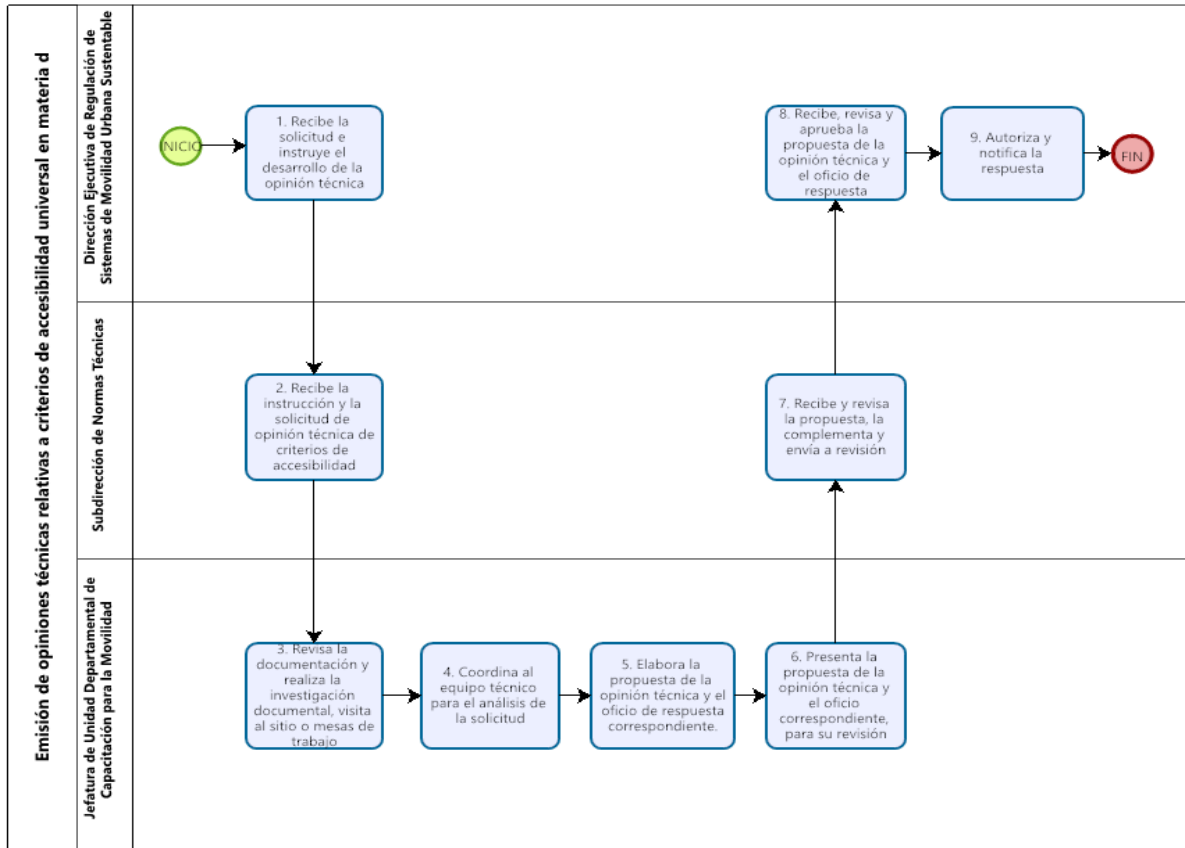 Emisión de opiniones técnicas relativas a criterios de accesibilidad universal en materia d
Dirección Ejecutiva de Regulación de
Sistemas de Movilidad Urbana Sustentable
INICIO
1. Recibe la
solicitud e
instruye el
desarrollo de la
opinión técnica
8. Recibe, revisa y
aprueba la
propuesta de la
opinión técnica y
el oficio de
respuesta
9. Autoriza y
notifica la
respuesta
FIN
Subdirección de Normas Técnicas
2. Recibe la
instrucción y la
solicitud de
opinión técnica de
criterios de
accesibilidad
7. Recibe y revisa
la propuesta, la
complementa y
envía a revisión
Jefatura de Unidad Departamental de
Capacitación para la Movilidad
3. Revisa la
documentación y
realiza la
investigación
documental, visita
al sitio o mesas de
trabajo
4. Coordina al
equipo técnico
para el análisis de
la solicitud
5. Elabora la
propuesta de la
opinión técnica y el
oficio de respuesta
correspondiente.
6. Presenta la
propuesta de la
opinión técnica y
el oficio
correspondiente,
para su revisión